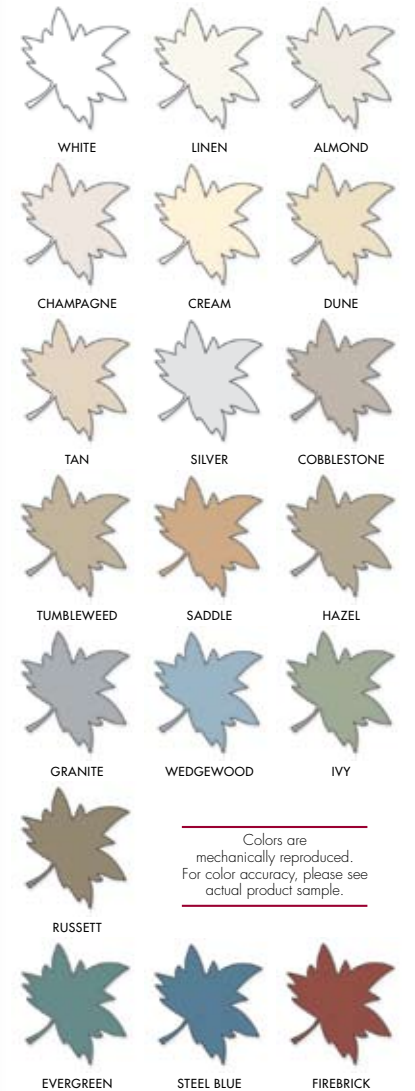 WHITE
LINEN
ALMOND
CHAMPAGNE
CREAM
DUNE
TAN
SILVER
COBBLESTONE
TUMBLEWEED
SADDLE
HAZEL
GRANITE
WEDGEWOOD
IVY
RUSSETT
Colors are
mechanically reproduced.
For color accuracy, please see
actual product sample.
EVERGREEN
STEEL BLUE
FIREBRICK